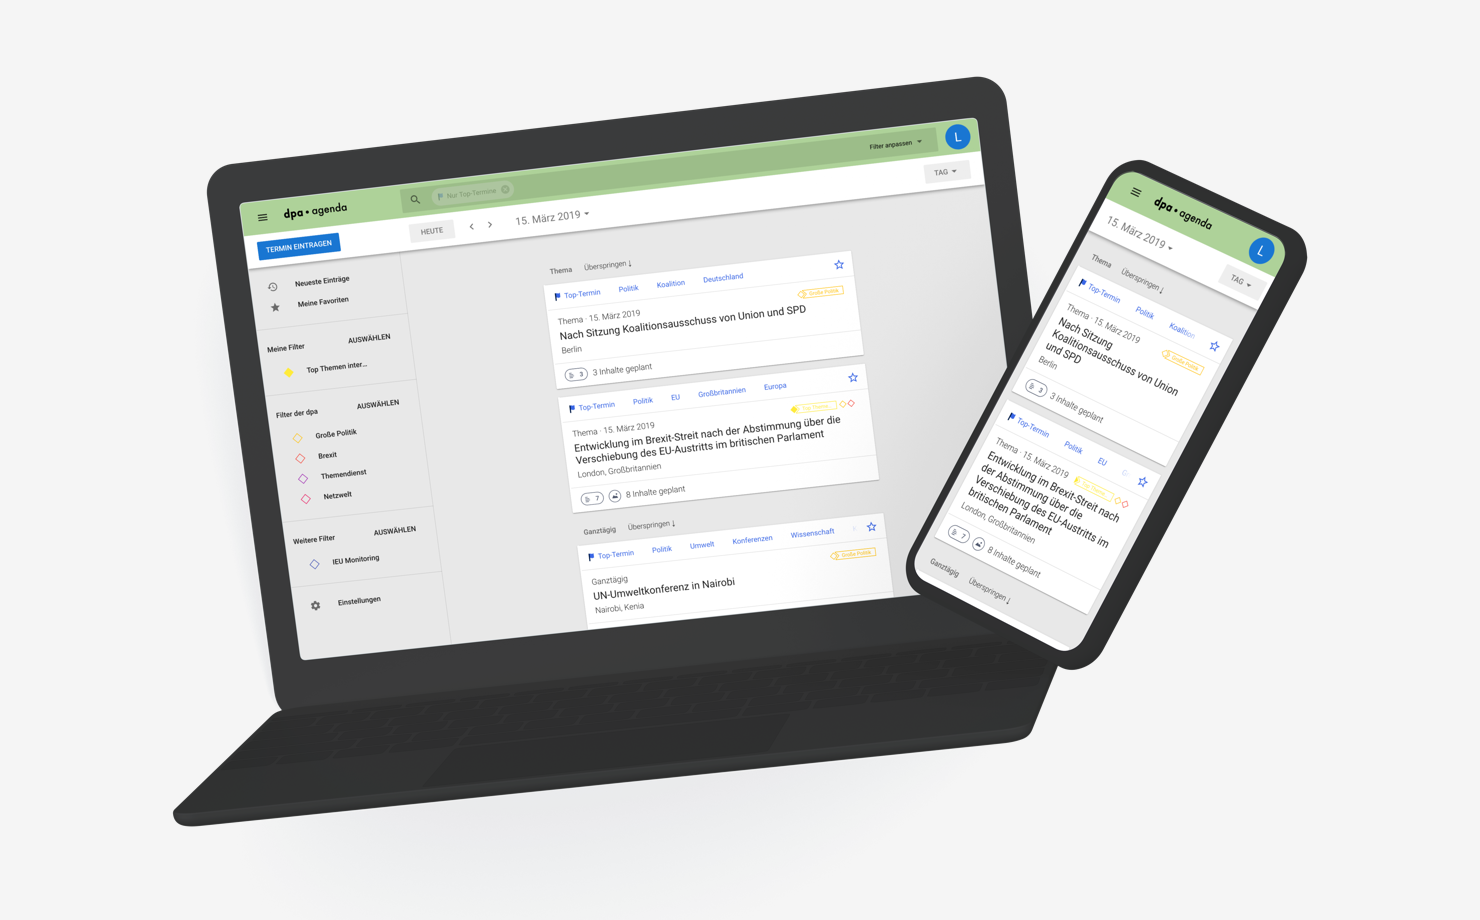 dpa • agenda
Nur Top-Termine
Filter anpassen
L
TERMIN EINTRAGEN
HEUTE
15. März 2019
TAG
Neueste Einträge
Meine Favoriten
Meine Filter
AUSWÄHLEN
Top Themen inter...
Filter der dpa
AUSWÄHLEN
Große Politik
Brexit
Themendienst
Netzwelt
Weitere Filter
AUSWÄHLEN
IEU Monitoring
Einstellungen
Thema Überspringen ↓
Top-Termin Politik Koalition Deutschland
Große Politik
Thema · 15. März 2019
Nach Sitzung Koalitionsausschuss von Union und SPD
Berlin
3 3 Inhalte geplant
Top-Termin Politik EU Großbritannien Europa
Thema · 15. März 2019
Entwicklung im Brexit-Streit nach der Abstimmung über die
Verschiebung des EU-Austritts im britischen Parlament
London, Großbritannien
7 8 Inhalte geplant
Ganztägig Überspringen ↓
Top-Termin Politik Umwelt Konferenzen Wissenschaft
Große Politik
Ganztägig
UN-Umweltkonferenz in Nairobi
Nairobi, Kenia
dpa • agenda
L
15. März 2019
TAG
Thema Überspringen ↓
Top-Termin Politik Koalition
Thema · 15. März 2019
Große Politik
Nach Sitzung
Koalitionsausschuss von Union
und SPD
Berlin
3 3 Inhalte geplant
Top-Termin Politik EU
Thema · 15. März 2019
Entwicklung im Brexit-Streit nach
der Abstimmung über die
Verschiebung des EU-Austritts im
britischen Parlament
London, Großbritannien
7 8 Inhalte geplant
Ganztägig Überspringen ↓